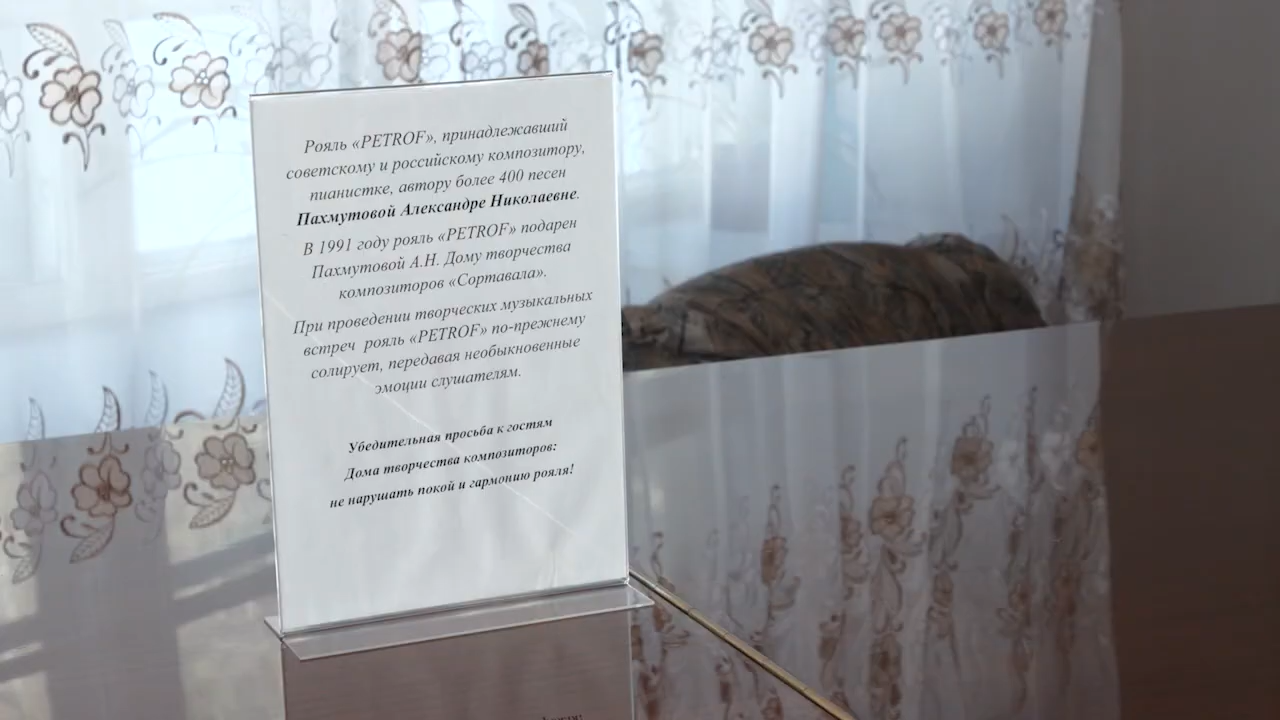 Рояль «PETROF», принадлежавший
советскому и российскому композитору,
пианистке, автору более 400 песен
Пахмутовой Александре Николаевне.
В 1991 году рояль «PETROF» подарен
Пахмутовой А.Н. Дому творчества
композиторов «Сортавала».
При проведении творческих музыкальных
встреч рояль «PETROF» по-прежнему
солирует, передавая необыкновенные
эмоции слушателям.
Убедительная просьба к гостям
Дома творчества композиторов:
не нарушать покой и гармонию рояля!